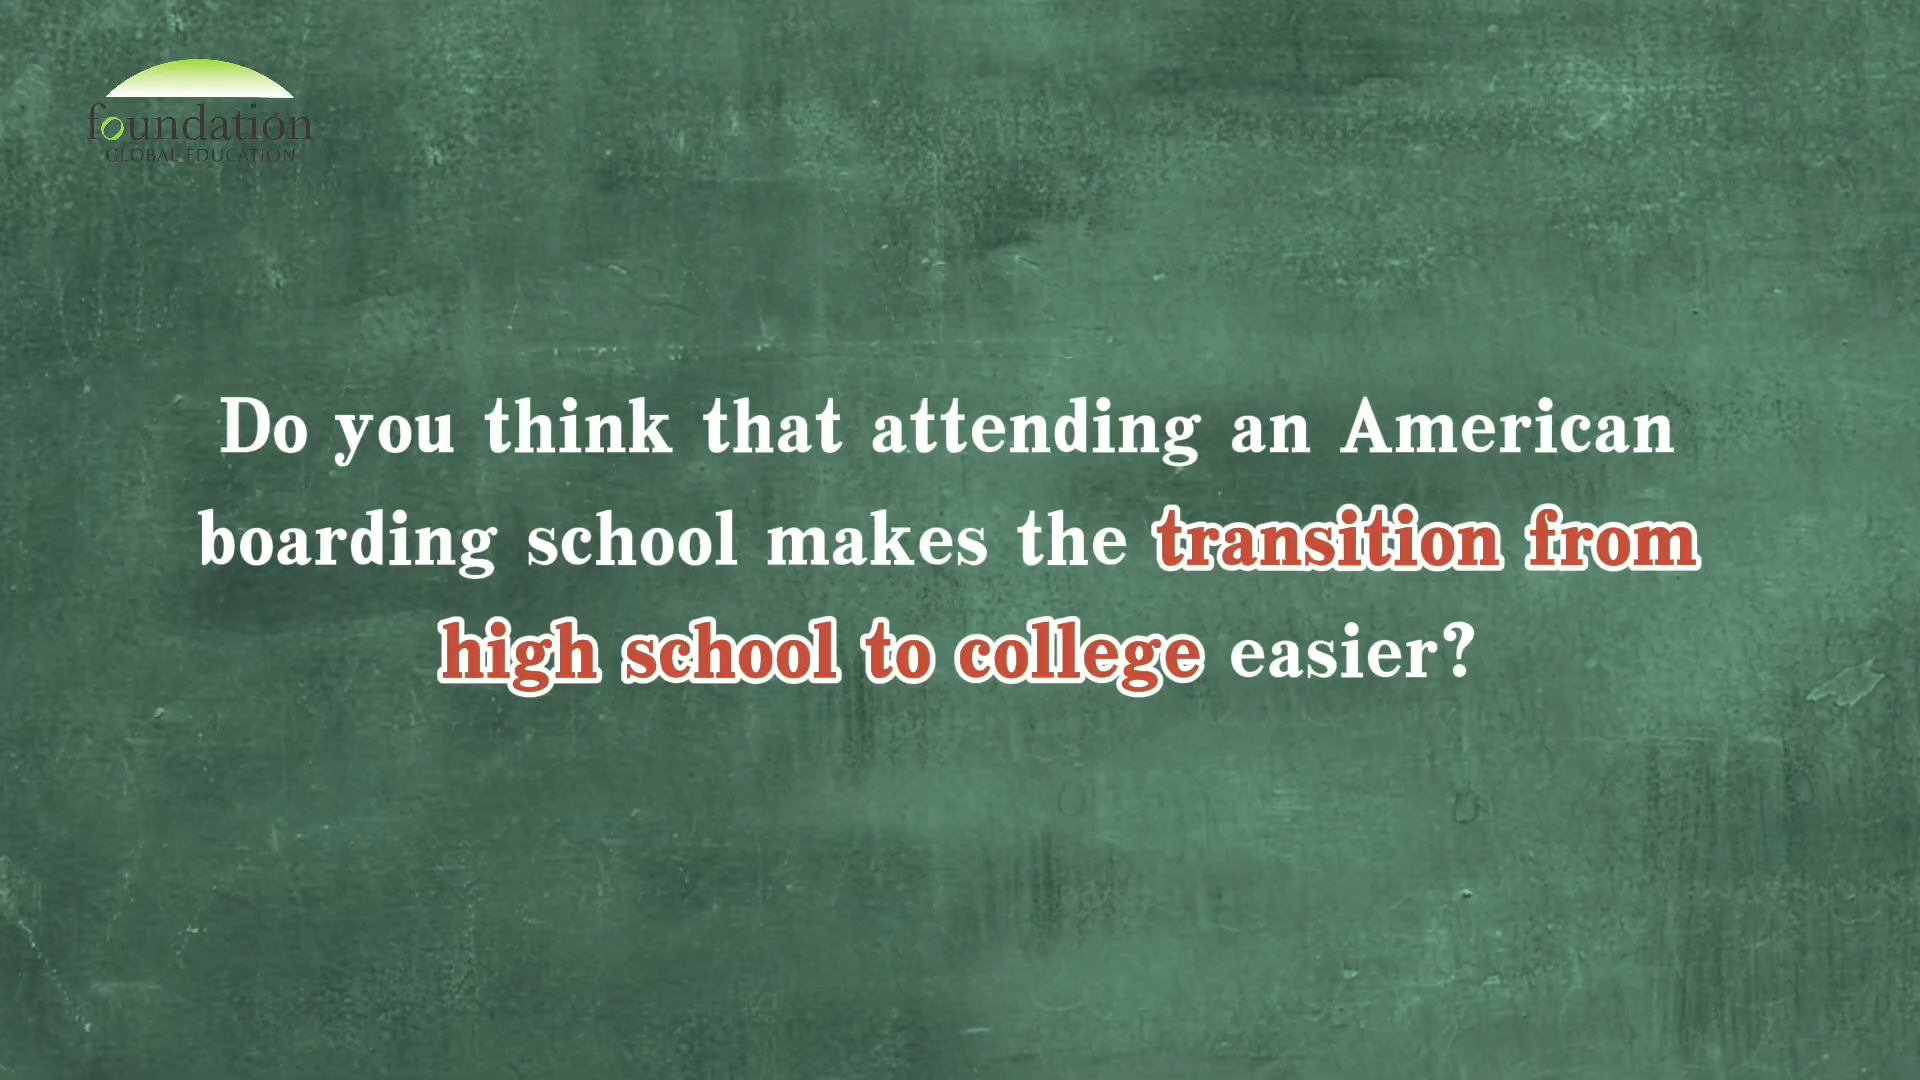 foundation
GLOBAL EDUCATION
Do you think that attending an American
boarding school makes the transition from
high school to college easier?